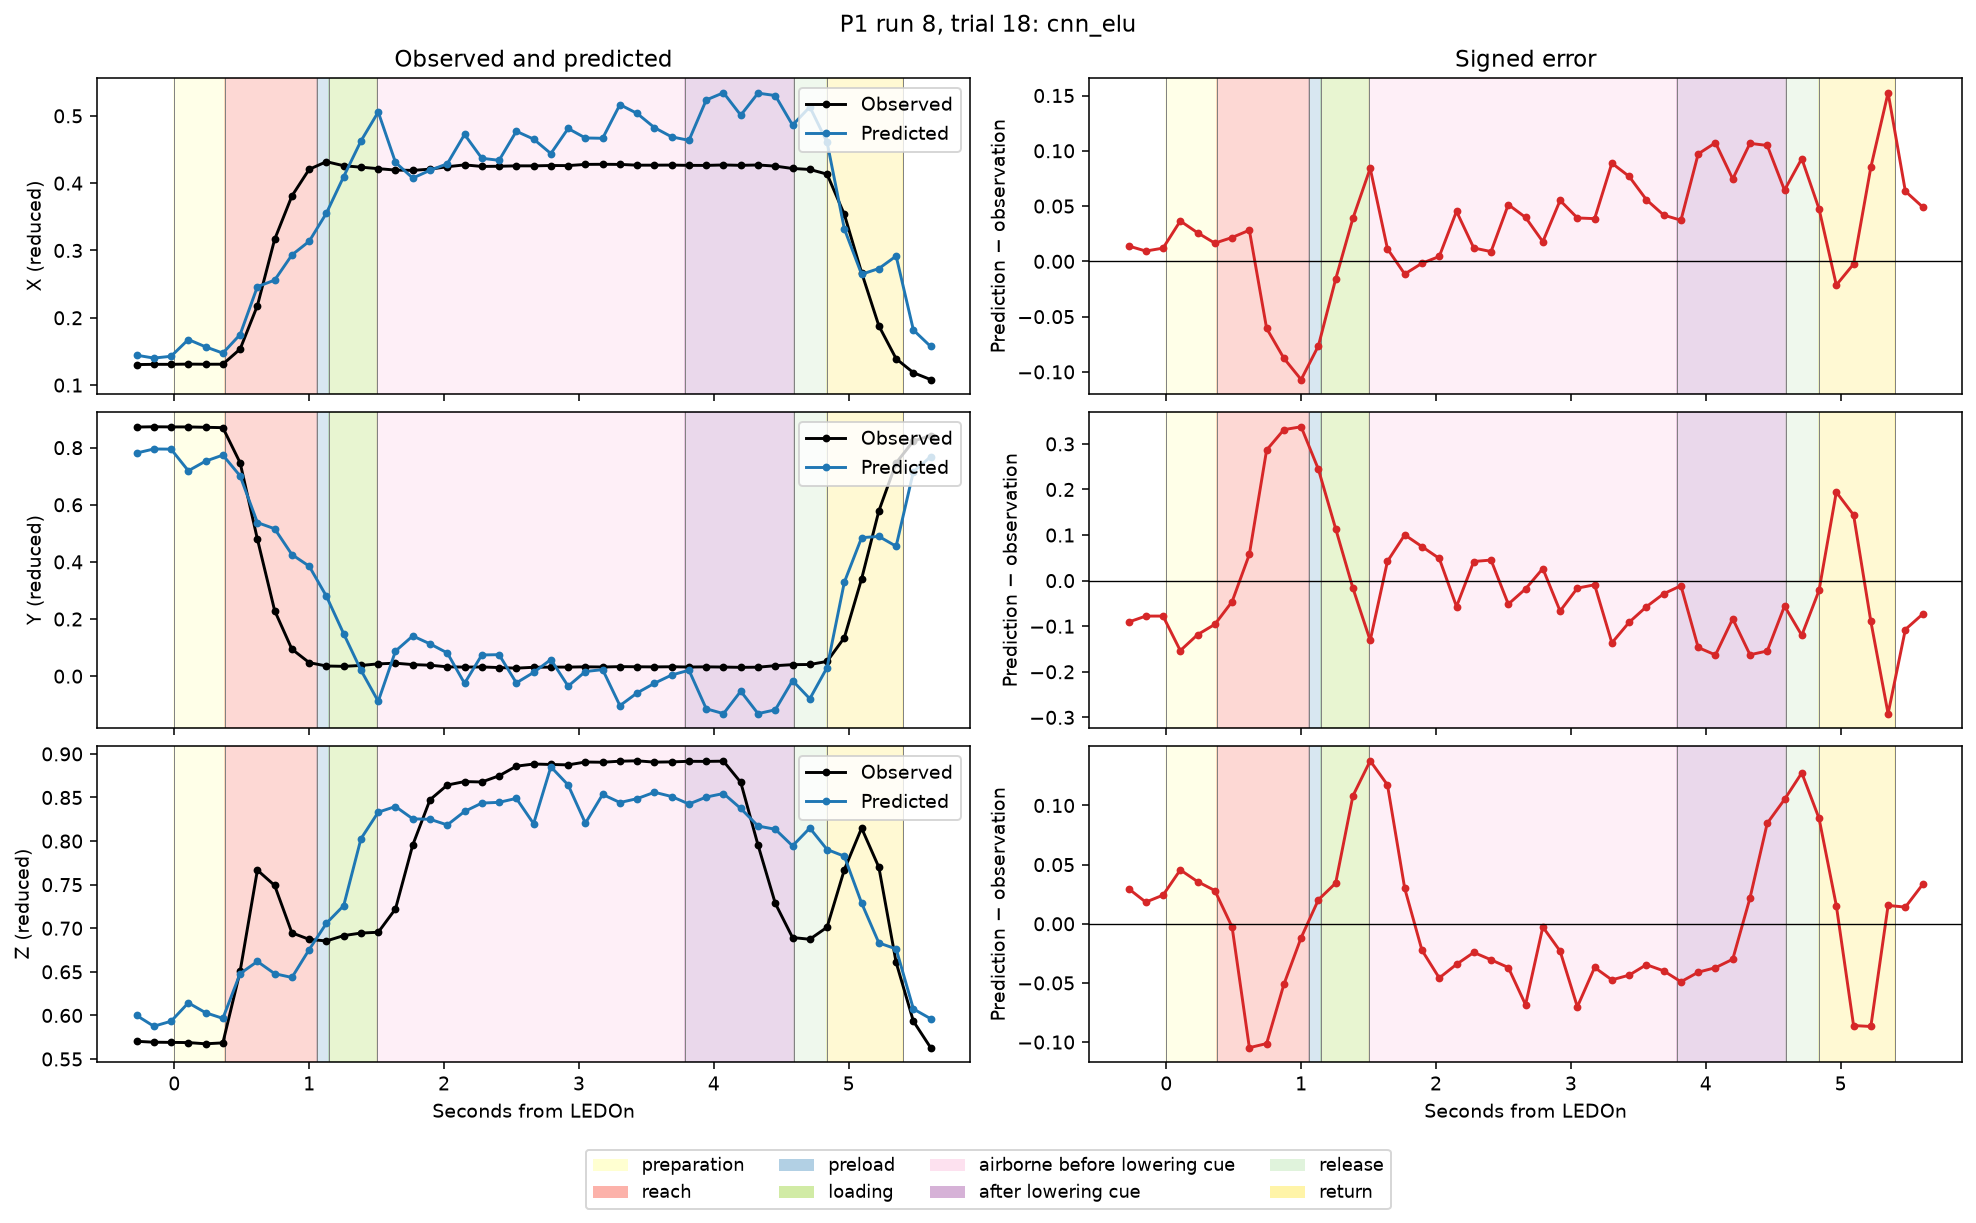 P1 run 8, trial 18: cnn_elu
Observed and predicted
Signed error
X (reduced)
0.5
0.4
0.3
0.2
0.1
Observed
Predicted
Prediction − observation
0.15
0.10
0.05
0.00
−0.05
−0.10
Y (reduced)
0.8
0.6
0.4
0.2
0.0
Observed
Predicted
Prediction − observation
0.3
0.2
0.1
0.0
−0.1
−0.2
−0.3
Z (reduced)
0.90
0.85
0.80
0.75
0.70
0.65
0.60
0.55
Observed
Predicted
Prediction − observation
0.10
0.05
0.00
−0.05
−0.10
0 1 2 3 4 5
Seconds from LEDOn
0 1 2 3 4 5
Seconds from LEDOn
preparation preload airborne before lowering cue release
reach loading after lowering cue return